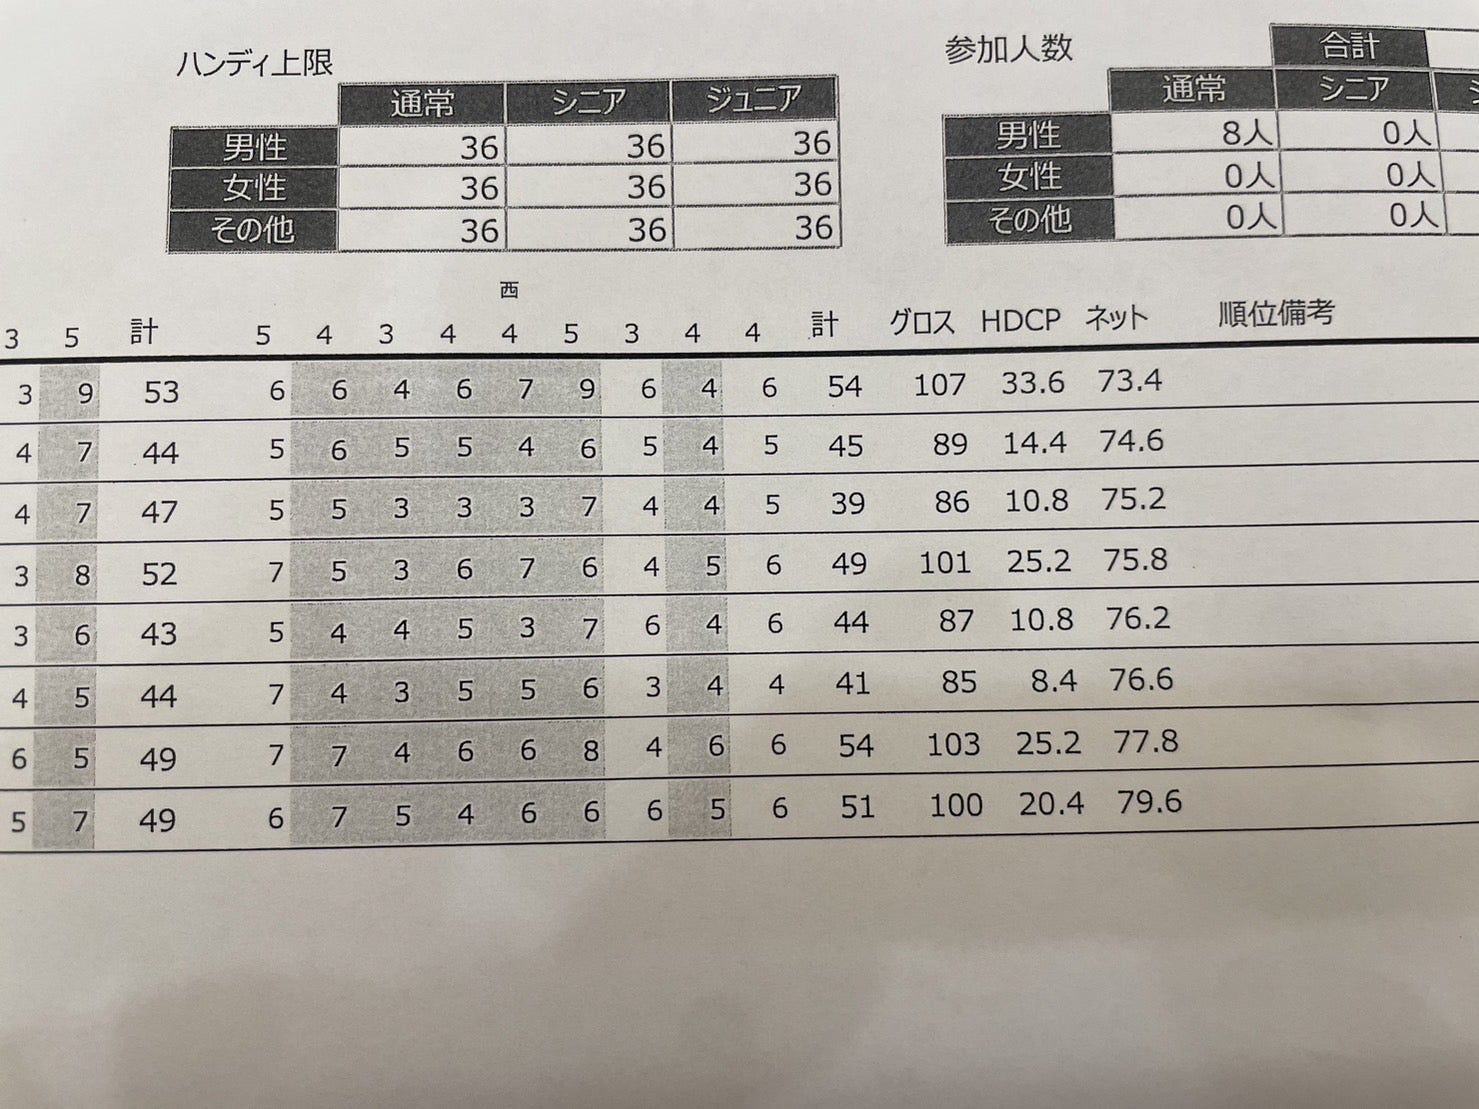 ハンディ上限
通常 シニア ジュニア
男性 36 36 36
女性 36 36 36
その他 36 36 36
参加人数 合計
通常 シニア
男性 8人 0人
女性 0人 0人
その他 0人 0人
西
3 5 計 5 4 3 4 4 5 3 4 4 計 グロス HDCP ネット 順位備考
3 9 53 6 6 4 6 7 9 6 4 6 54 107 33.6 73.4
4 7 44 5 6 5 5 4 6 5 4 5 45 89 14.4 74.6
4 7 47 5 5 3 3 3 7 4 4 5 39 86 10.8 75.2
3 8 52 7 5 3 6 7 6 4 5 6 49 101 25.2 75.8
3 6 43 5 4 4 5 3 7 6 4 6 44 87 10.8 76.2
4 5 44 7 4 3 5 5 6 3 4 4 41 85 8.4 76.6
6 5 49 7 7 4 6 6 8 4 6 6 54 103 25.2 77.8
5 7 49 6 7 5 4 6 6 6 5 6 51 100 20.4 79.6